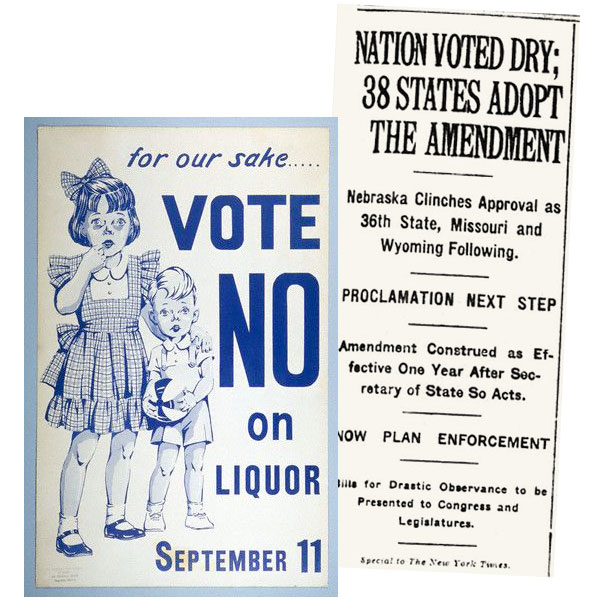 for our sake.....
VOTE
NO
on
LIQUOR
SEPTEMBER 11
NATION VOTED DRY;
38 STATES ADOPT
THE AMENDMENT
Nebraska Clinches Approval as
36th State, Missouri and
Wyoming Following.
PROCLAMATION NEXT STEP
Amendment Construed as Ef-
fective One Year After Sec-
retary of State So Acts.
NOW PLAN ENFORCEMENT
Bills for Drastic Observance to be
Presented to Congress and
Legislatures.
Special to The New York Times.